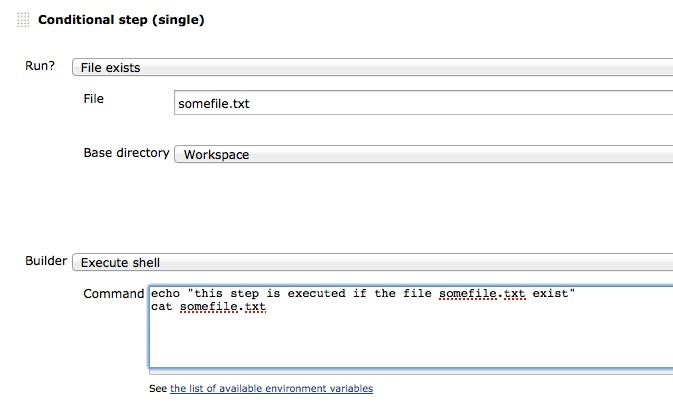 Conditional step (single)
Run? File exists
File somefile.txt
Base directory Workspace
Builder Execute shell
Command echo "this step is executed if the file somefile.txt exist"
cat somefile.txt
See the list of available environment variables